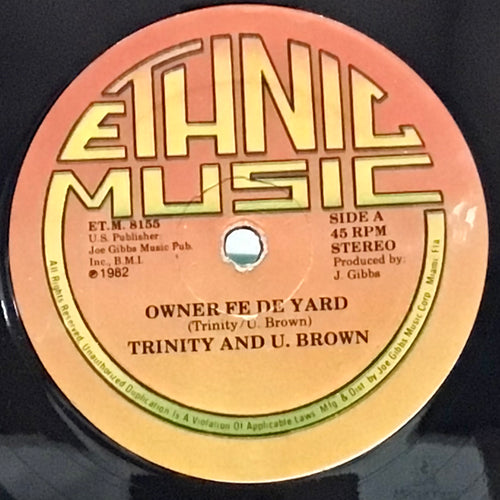 ETHNIC
MUSIC
ET.M. 8155
U.S. Publisher:
Joe Gibbs Music Pub.
Inc., B.M.I.
℗1982
SIDE A
45 RPM
STEREO
Produced by:
J. Gibbs
OWNER FE DE YARD
(Trinity/U. Brown)
TRINITY AND U. BROWN
All Rights Reserved. Unauthorized Duplication Is A Violation Of Applicable Laws. Mfg. & Dist. by Joe Gibbs Music Corp. Miami, Fla